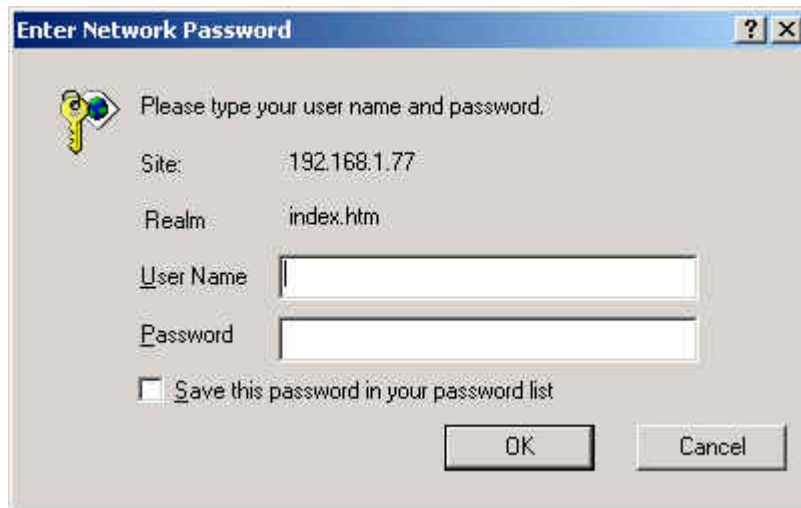 Enter Network Password
Please type your user name and password.
Site: 192.168.1.77
Realm index.htm
User Name
Password
Save this password in your password list
OK Cancel